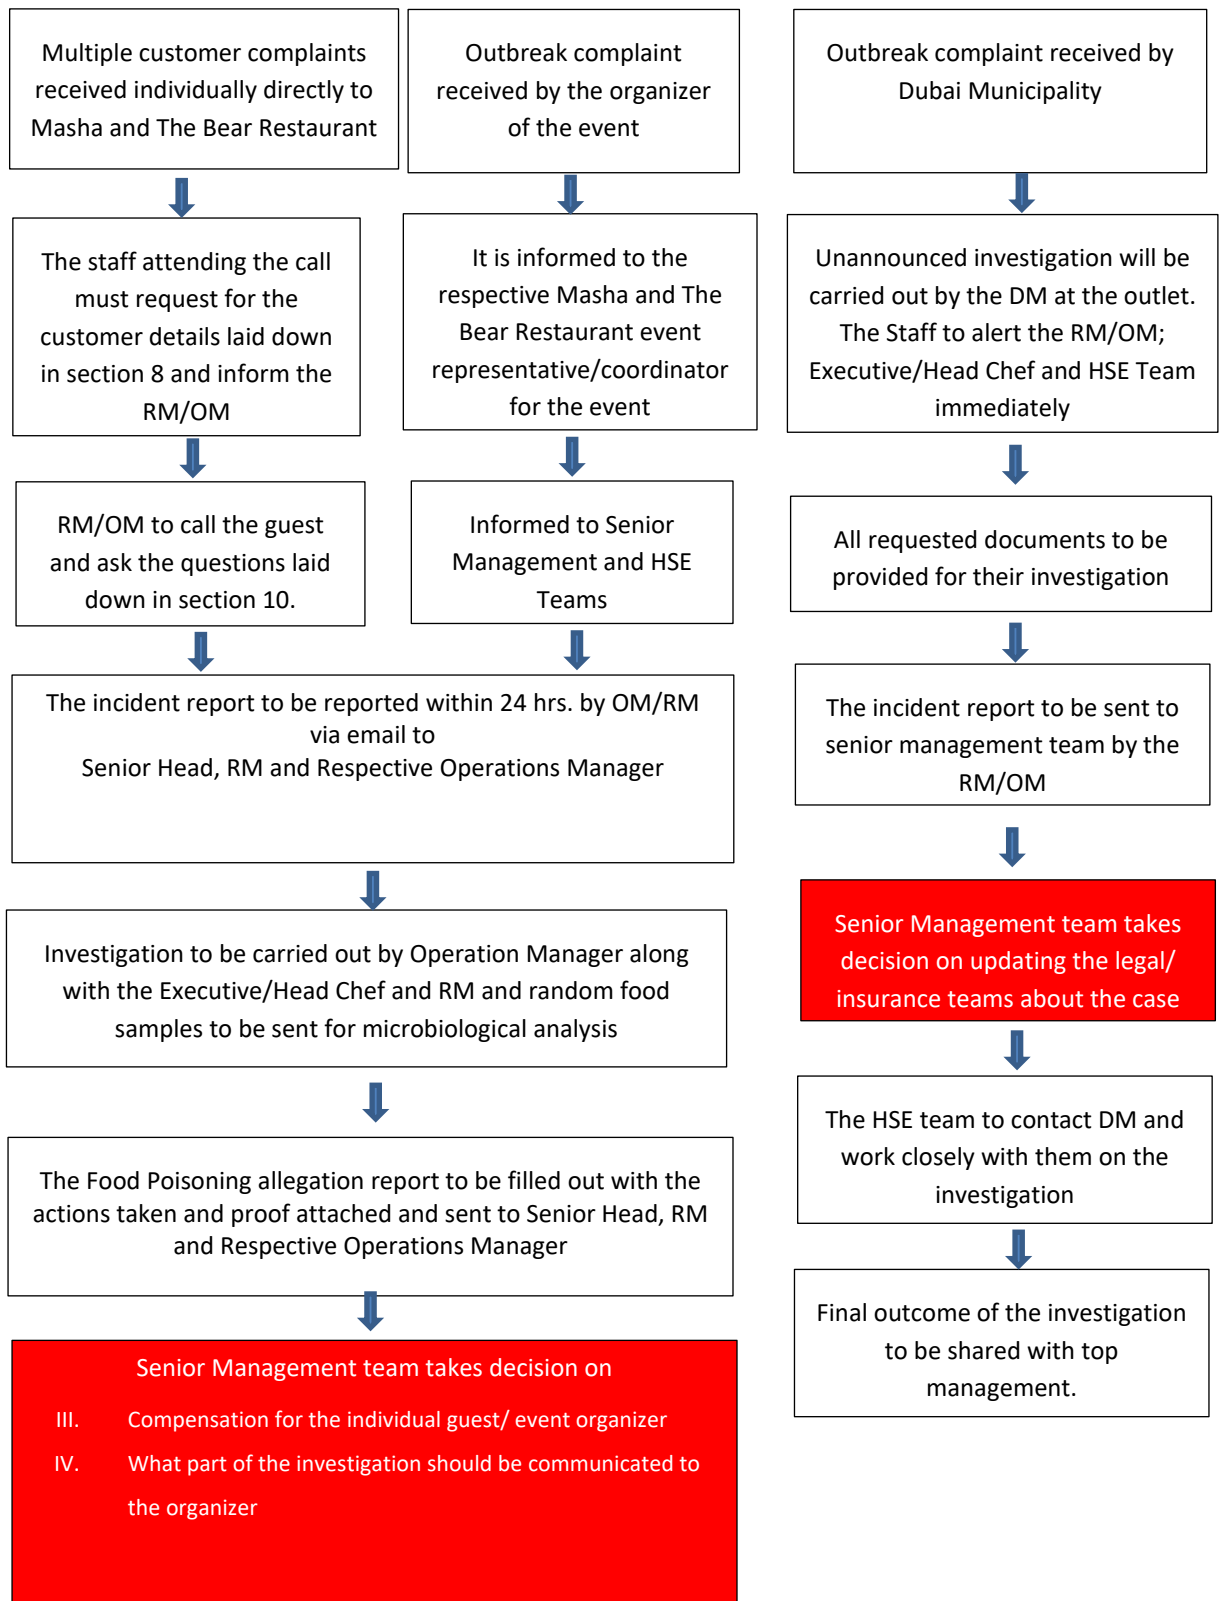 Multiple customer complaints
received individually directly to
Masha and The Bear Restaurant
Outbreak complaint
received by the organizer
of the event
Outbreak complaint received by
Dubai Municipality
The staff attending the call
must request for the
customer details laid down
in section 8 and inform the
RM/OM
It is informed to the
respective Masha and The
Bear Restaurant event
representative/coordinator
for the event
Unannounced investigation will be
carried out by the DM at the outlet.
The Staff to alert the RM/OM;
Executive/Head Chef and HSE Team
immediately
RM/OM to call the guest
and ask the questions laid
down in section 10.
Informed to Senior
Management and HSE
Teams
All requested documents to be
provided for their investigation
The incident report to be reported within 24 hrs. by OM/RM
via email to
Senior Head, RM and Respective Operations Manager
The incident report to be sent to
senior management team by the
RM/OM
Investigation to be carried out by Operation Manager along
with the Executive/Head Chef and RM and random food
samples to be sent for microbiological analysis
Senior Management team takes
decision on updating the legal/
insurance teams about the case
The Food Poisoning allegation report to be filled out with the
actions taken and proof attached and sent to Senior Head, RM
and Respective Operations Manager
The HSE team to contact DM and
work closely with them on the
investigation
Senior Management team takes decision on
III. Compensation for the individual guest/ event organizer
IV. What part of the investigation should be communicated to
the organizer
Final outcome of the investigation
to be shared with top
management.